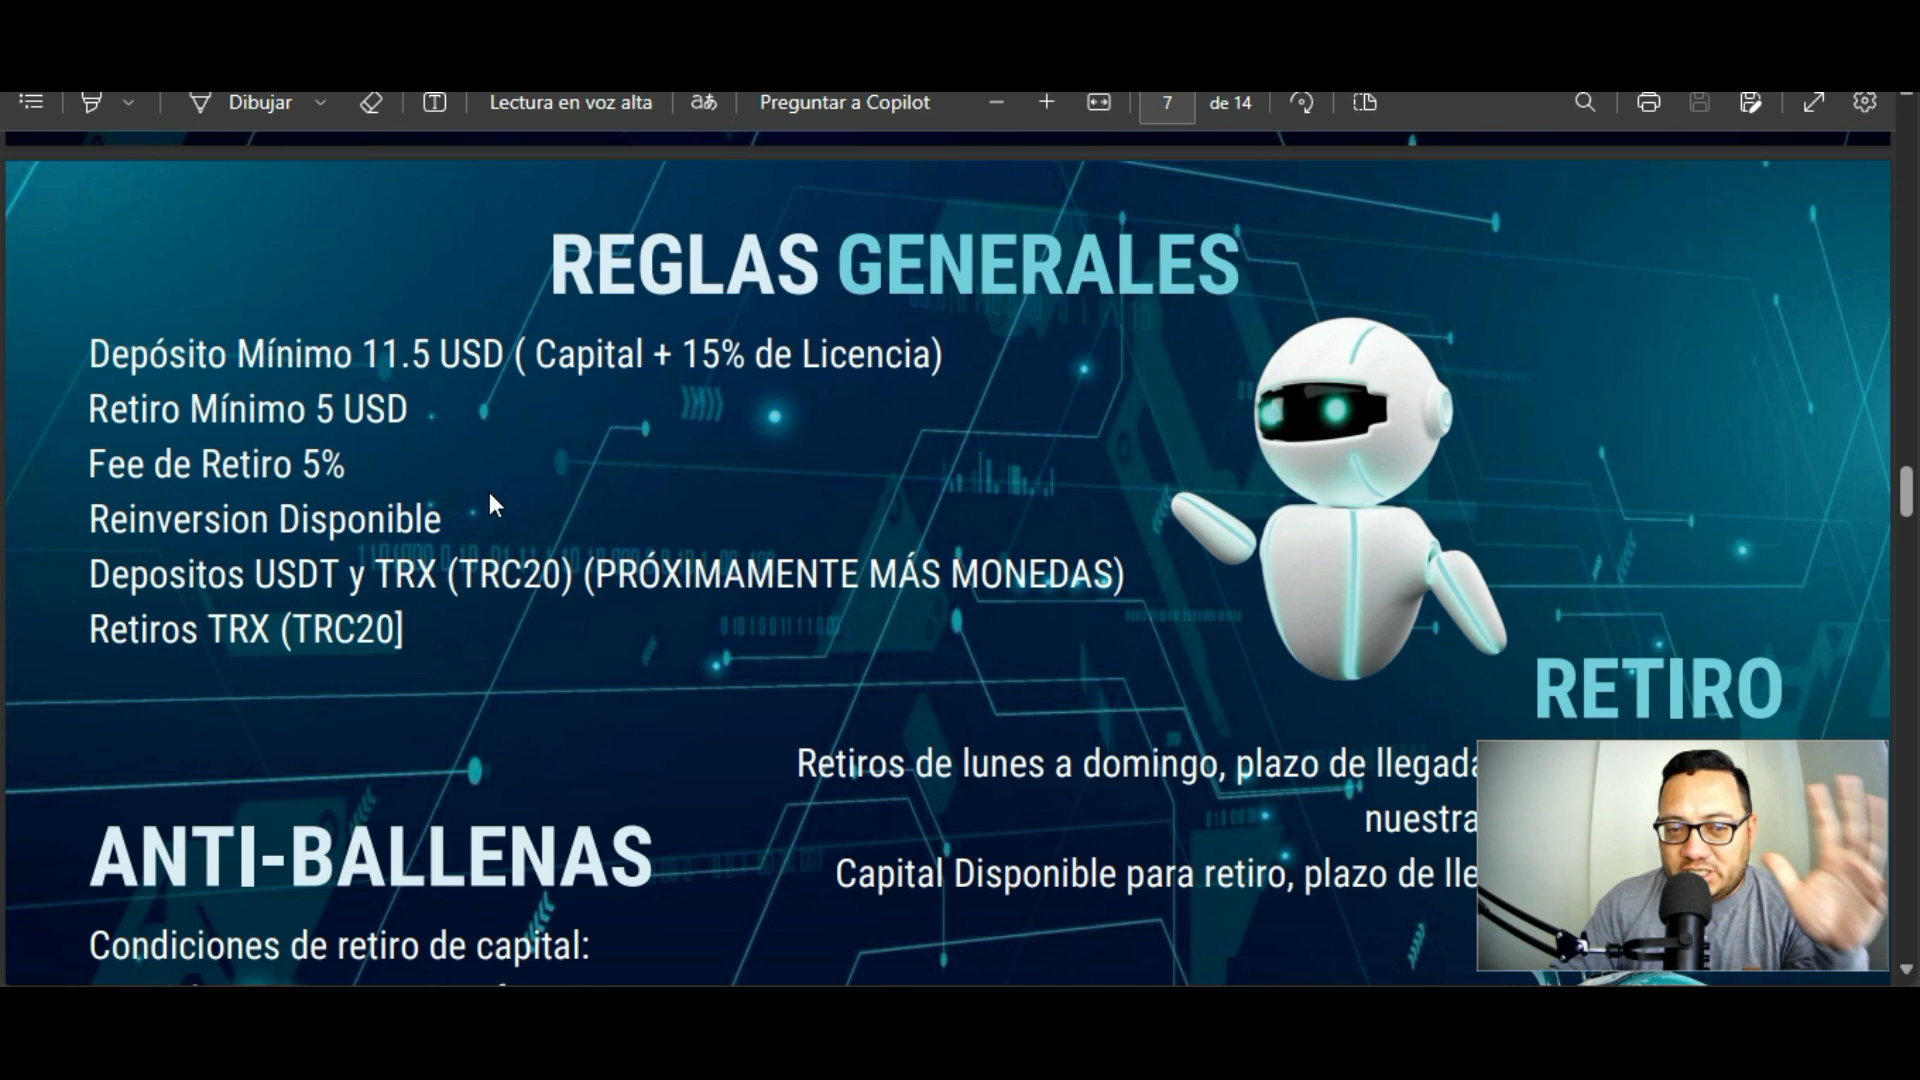 Dibujar
Lectura en voz alta
aあ
Preguntar a Copilot
7 de 14
REGLAS GENERALES
Depósito Mínimo 11.5 USD ( Capital + 15% de Licencia)
Retiro Mínimo 5 USD
Fee de Retiro 5%
Reinversion Disponible
Depositos USDT y TRX (TRC20) (PRÓXIMAMENTE MÁS MONEDAS)
Retiros TRX (TRC20]
RETIRO
Retiros de lunes a domingo, plazo de llegada
nuestra
Capital Disponible para retiro, plazo de lle
ANTI-BALLENAS
Condiciones de retiro de capital: